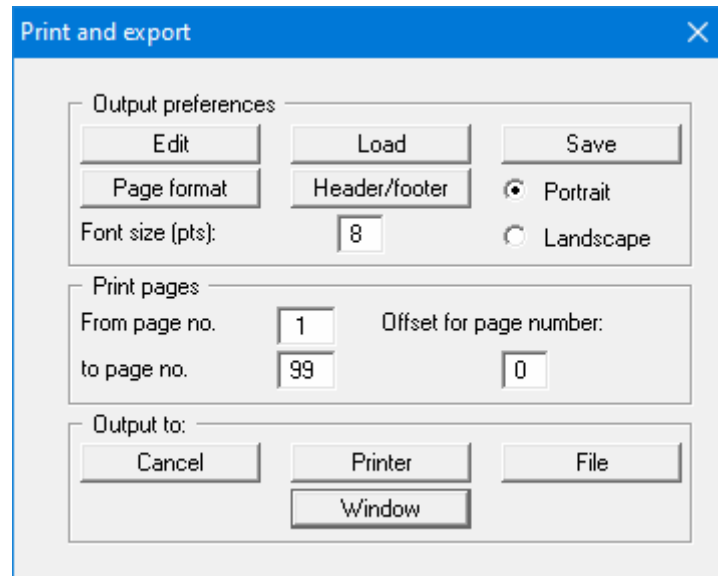 Print and export
Output preferences
Edit Load Save
Page format Header/footer Portrait
Font size (pts): 8 Landscape
Print pages
From page no. 1 Offset for page number:
to page no. 99 0
Output to:
Cancel Printer File
Window